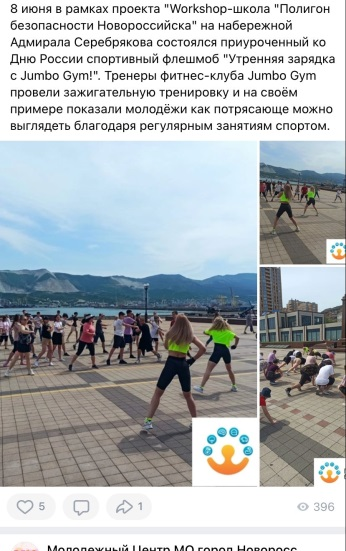 8 июня в рамках проекта "Workshop-школа "Полигон
безопасности Новороссийска" на набережной
Адмирала Серебрякова состоялся приуроченный ко
Дню России спортивный флешмоб "Утренняя зарядка
с Jumbo Gym!". Тренеры фитнес-клуба Jumbo Gym
провели зажигательную тренировку и на своём
примере показали молодёжи как потрясающе можно
выглядеть благодаря регулярным занятиям спортом.
5
1
396
Молодежный Центр МО город Новоросс